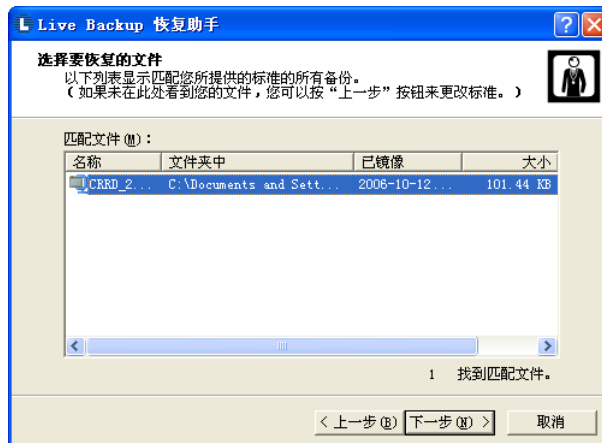 Live Backup 恢复助手
选择要恢复的文件
以下列表显示匹配您所提供的标准的所有备份。
(如果未在此处看到您的文件,您可以按“上一步”按钮来更改标准。)
匹配文件(M):
名称 文件夹中 已镜像 大小
CRRD_2... C:\Documents and Sett... 2006-10-12... 101.44 KB
1 找到匹配文件。
< 上一步(B) 下一步(N) > 取消